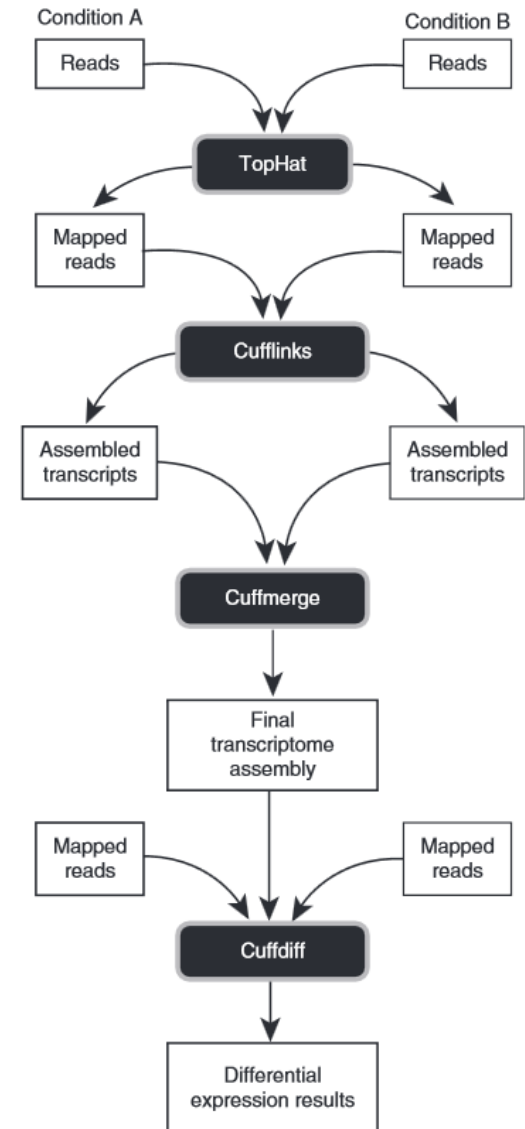 Condition A
Condition B
Reads
Reads
TopHat
Mapped
reads
Mapped
reads
Cufflinks
Assembled
transcripts
Assembled
transcripts
Cuffmerge
Final
transcriptome
assembly
Mapped
reads
Mapped
reads
Cuffdiff
Differential
expression results